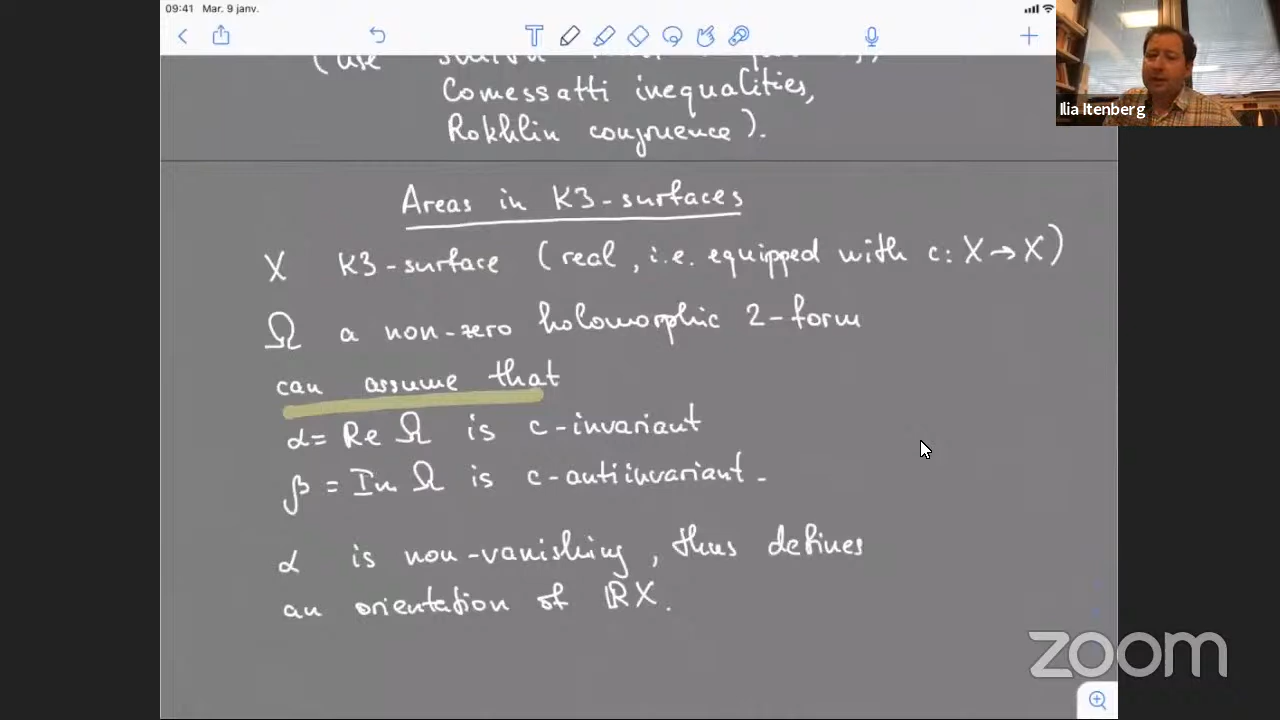 09:41 Mar. 9 janv.
Ilia Itenberg
(use
Comessatti inequalities,
Rokhlin congruence).
Areas in K3-surfaces
X K3-surface (real, i.e. equipped with c: X → X)
Ω a non-zero holomorphic 2-form
can assume that
α = Re Ω is c-invariant
β = Im Ω is c-antiinvariant.
α is non-vanishing, thus defines
an orientation of ℝX.
zoom